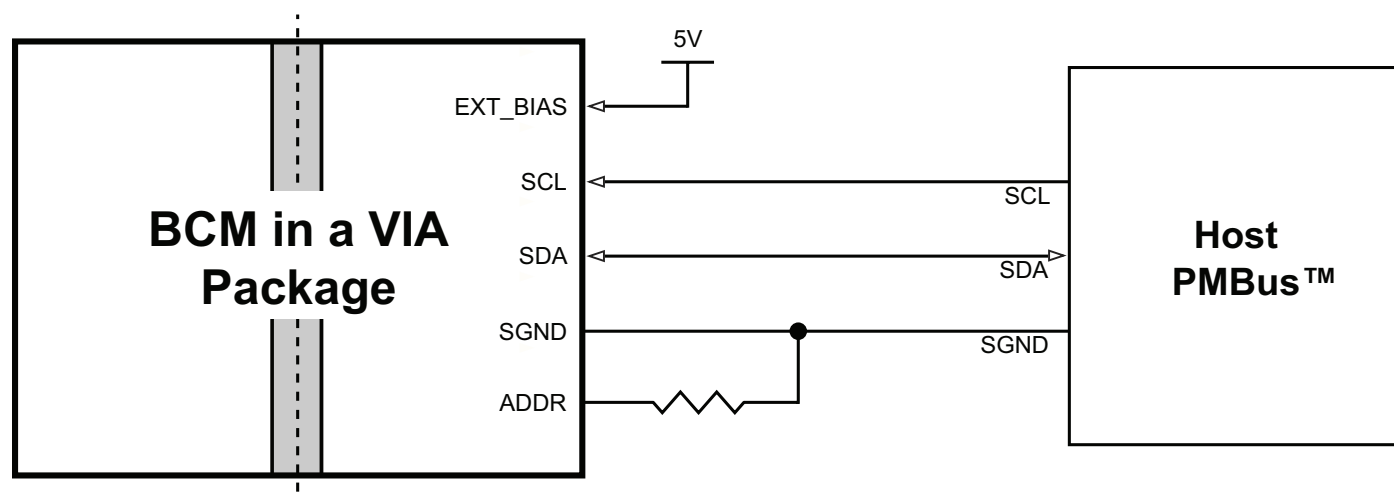 5V
EXT_BIAS
SCL
SCL
BCM in a VIA
Package
SDA
SDA
Host
PMBus™
SGND
SGND
ADDR